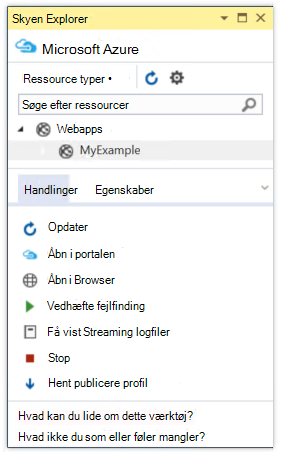 Skyen Explorer
Microsoft Azure
Ressource typer •
Søge efter ressourcer
Webapps
MyExample
Handlinger Egenskaber
Opdater
Åbn i portalen
Åbn i Browser
Vedhæfte fejlfinding
Få vist Streaming logfiler
Stop
Hent publicere profil
Hvad kan du lide om dette værktøj?
Hvad ikke du som eller føler mangler?